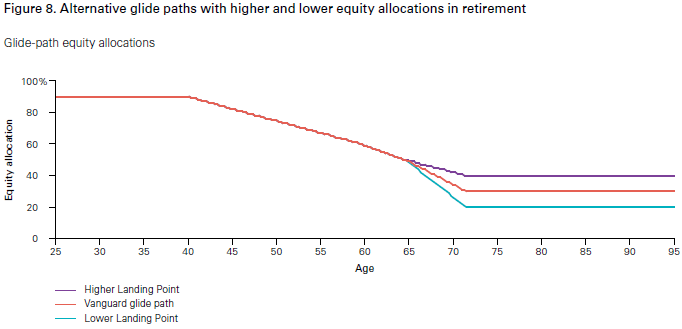 Figure 8. Alternative glide paths with higher and lower equity allocations in retirement
Glide-path equity allocations
100%
80
60
40
20
0
Equity allocation
25 30 35 40 45 50 55 60 65 70 75 80 85 90 95
Age
Higher Landing Point
Vanguard glide path
Lower Landing Point